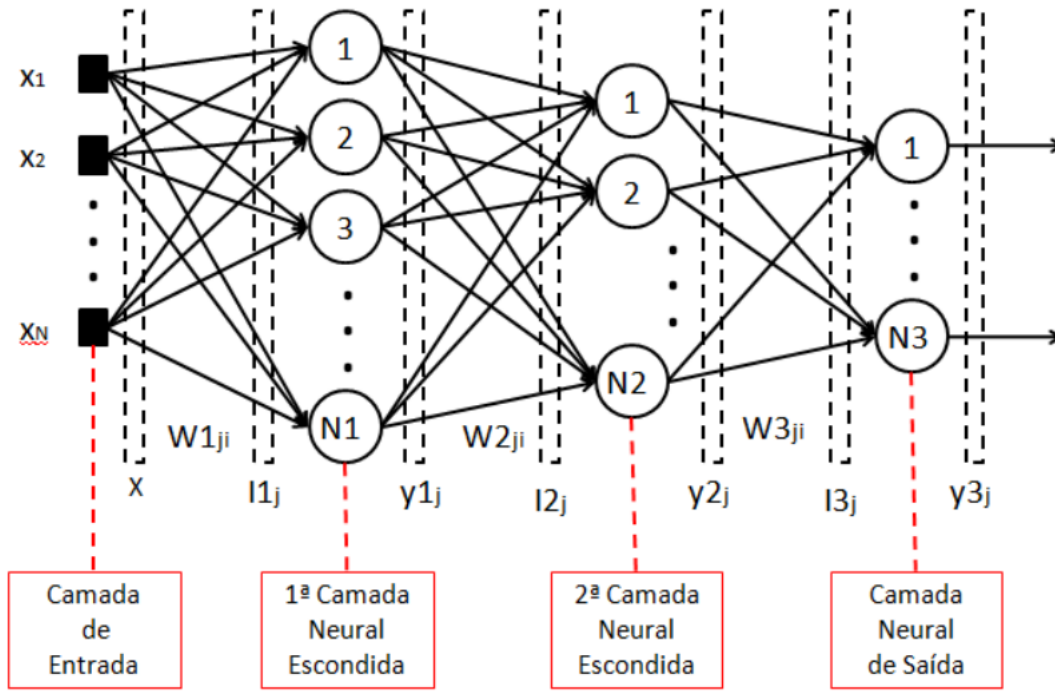 x1
x2
xN
1
2
3
N1
1
2
N2
1
N3
W1ji
W2ji
W3ji
x
I1j
y1j
I2j
y2j
I3j
y3j
Camada
de
Entrada
1ª Camada
Neural
Escondida
2ª Camada
Neural
Escondida
Camada
Neural
de Saída